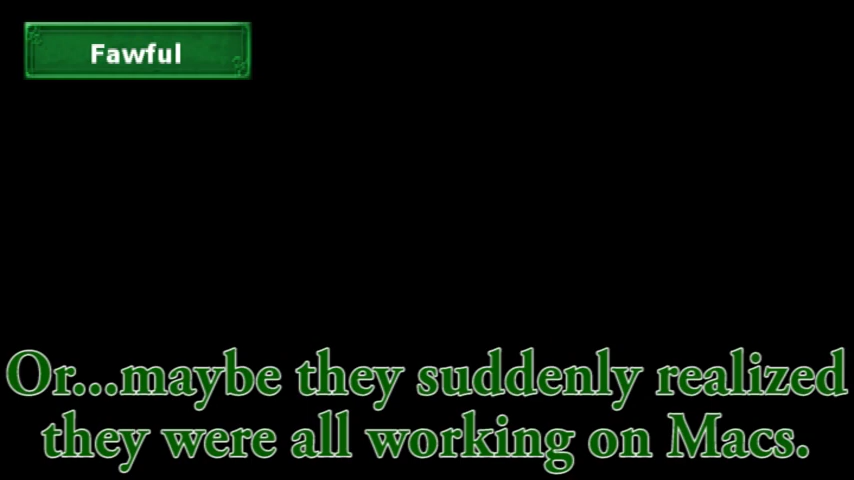 Fawful
Or...maybe they suddenly realized
they were all working on Macs.